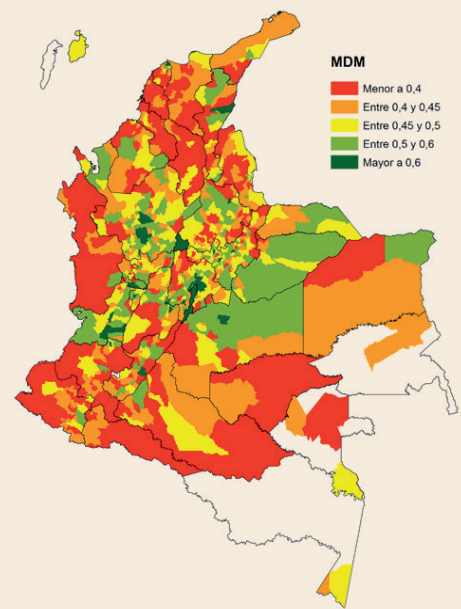 MDM
Menor a 0,4
Entre 0,4 y 0,45
Entre 0,45 y 0,5
Entre 0,5 y 0,6
Mayor a 0,6